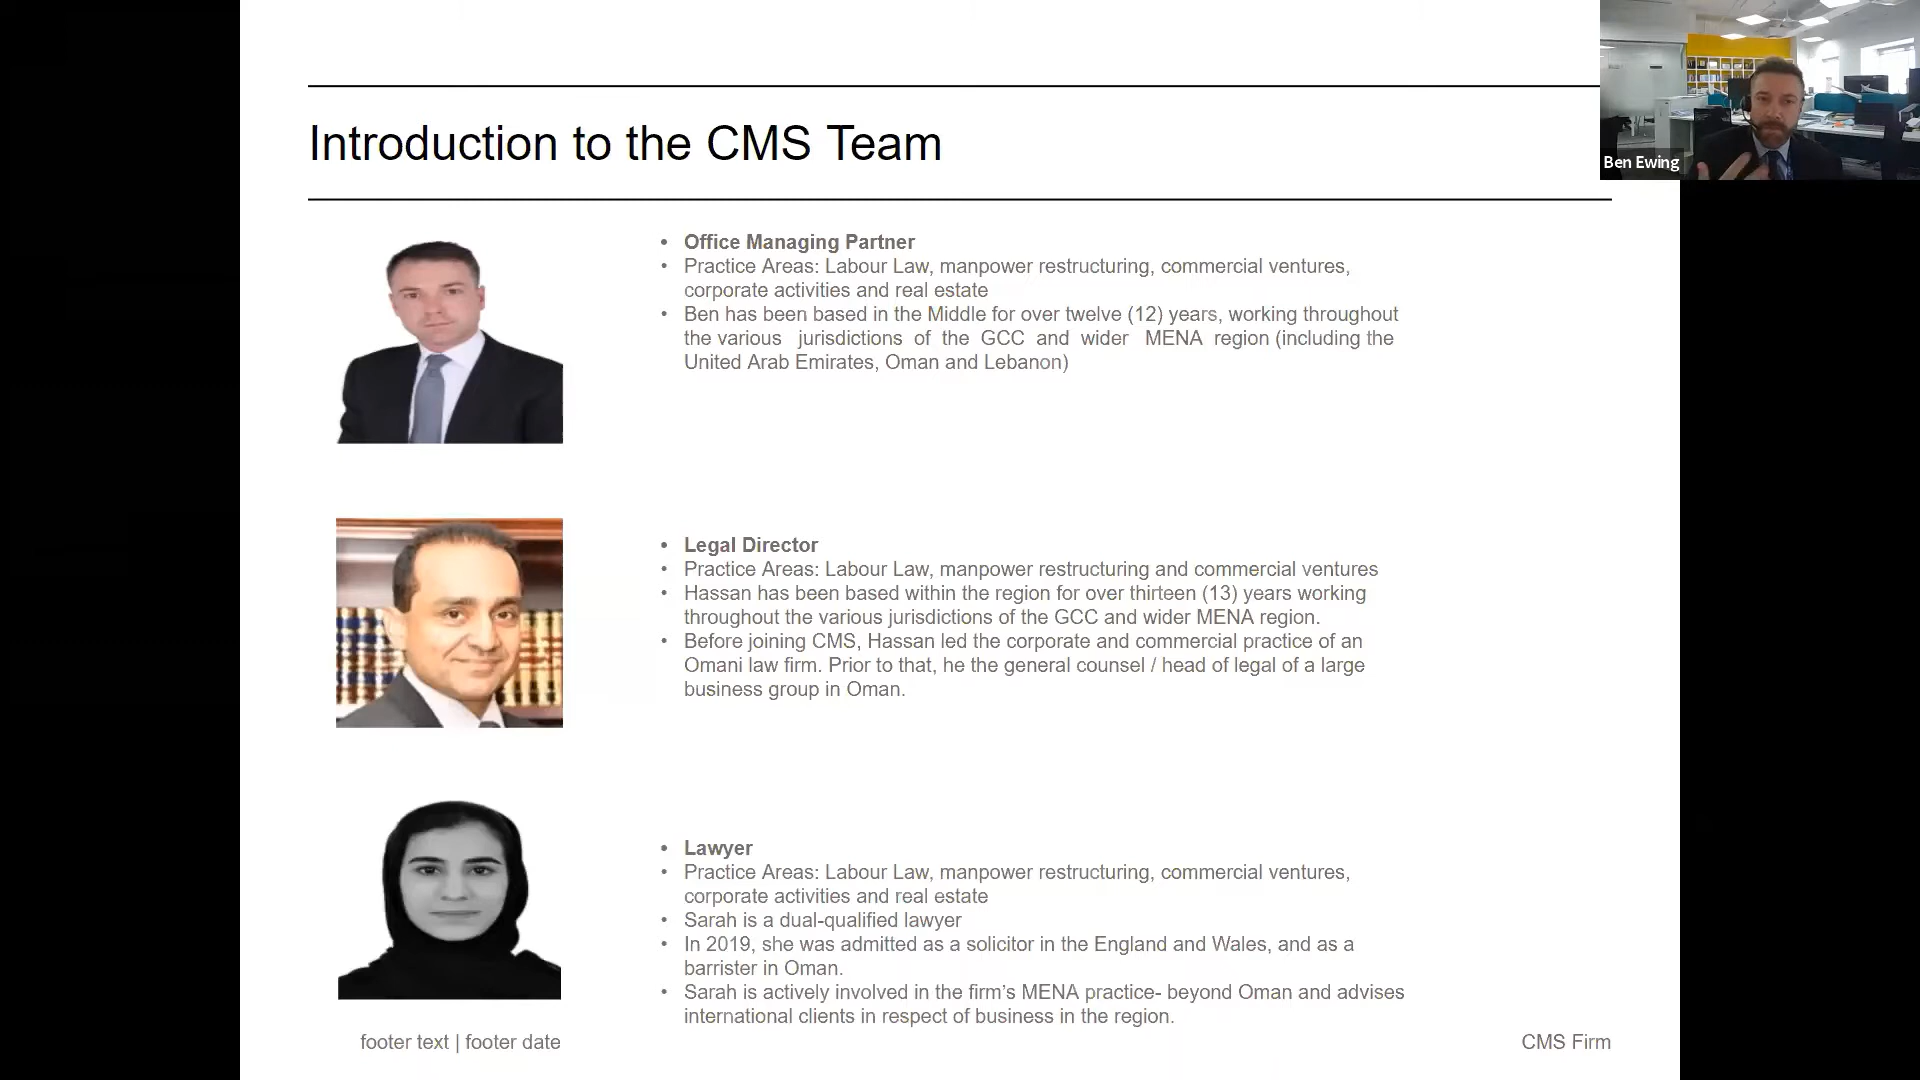 Introduction to the CMS Team
Ben Ewing
• Office Managing Partner
• Practice Areas: Labour Law, manpower restructuring, commercial ventures,
corporate activities and real estate
• Ben has been based in the Middle for over twelve (12) years, working throughout
the various jurisdictions of the GCC and wider MENA region (including the
United Arab Emirates, Oman and Lebanon)
• Legal Director
• Practice Areas: Labour Law, manpower restructuring and commercial ventures
• Hassan has been based within the region for over thirteen (13) years working
throughout the various jurisdictions of the GCC and wider MENA region.
• Before joining CMS, Hassan led the corporate and commercial practice of an
Omani law firm. Prior to that, he the general counsel / head of legal of a large
business group in Oman.
• Lawyer
• Practice Areas: Labour Law, manpower restructuring, commercial ventures,
corporate activities and real estate
• Sarah is a dual-qualified lawyer
• In 2019, she was admitted as a solicitor in the England and Wales, and as a
barrister in Oman.
• Sarah is actively involved in the firm’s MENA practice- beyond Oman and advises
international clients in respect of business in the region.
footer text | footer date
CMS Firm